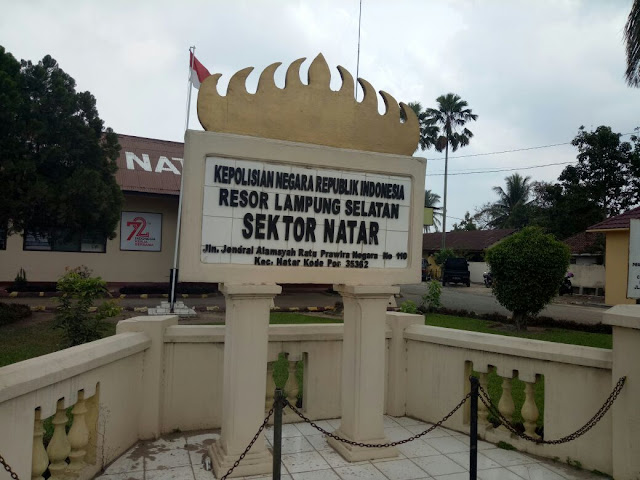 NAT
72
KEPOLISIAN NEGARA REPUBLIK INDONESIA
RESOR LAMPUNG SELATAN
SEKTOR NATAR
Jln. Jendral Alamsyah Ratu Prawira Negara No 110
Kec. Natar Kode Pos 35362